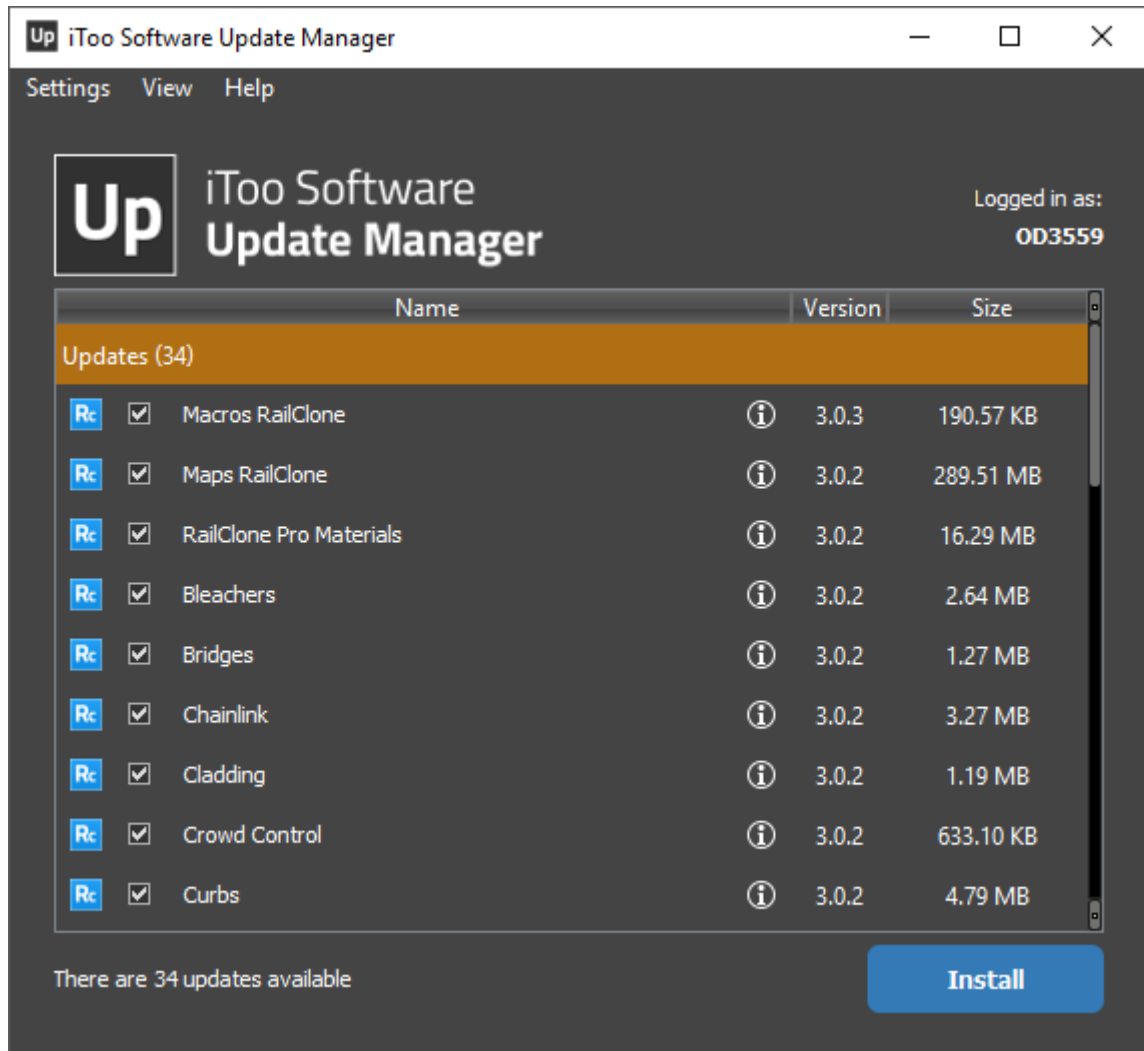 Up iToo Software Update Manager
Settings View Help
Up
iToo Software
Update Manager
Logged in as:
OD3559
Name Version Size
Updates (34)
Rc Macros RailClone 3.0.3 190.57 KB
Rc Maps RailClone 3.0.2 289.51 MB
Rc RailClone Pro Materials 3.0.2 16.29 MB
Rc Bleachers 3.0.2 2.64 MB
Rc Bridges 3.0.2 1.27 MB
Rc Chainlink 3.0.2 3.27 MB
Rc Cladding 3.0.2 1.19 MB
Rc Crowd Control 3.0.2 633.10 KB
Rc Curbs 3.0.2 4.79 MB
There are 34 updates available Install